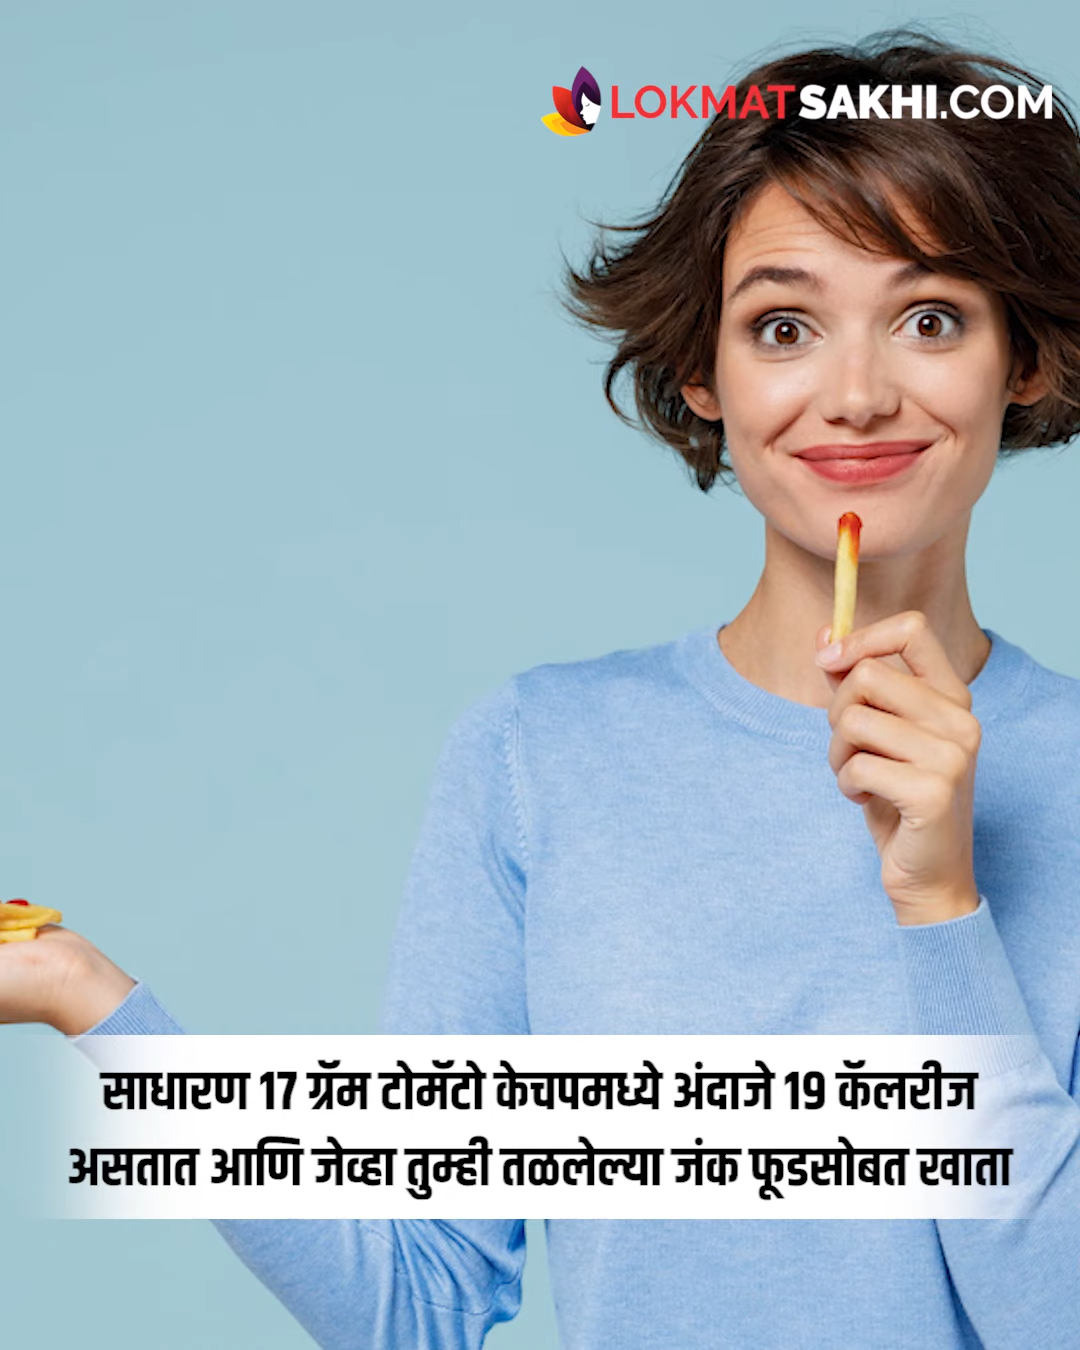 LOKMATSAKHI.COM
साधारण 17 ग्रॅम टोमॅटो केचपमध्ये अंदाजे 19 कॅलरीज
असतात आणि जेव्हा तुम्ही तळलेल्या जंक फूडसोबत खाता